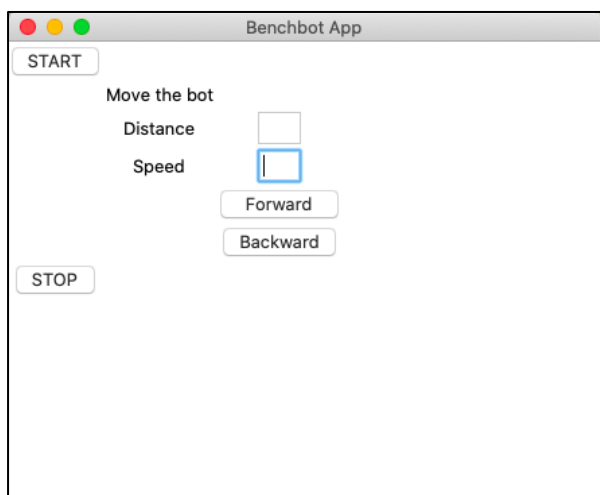 Benchbot App
START
Move the bot
Distance
Speed
Forward
Backward
STOP